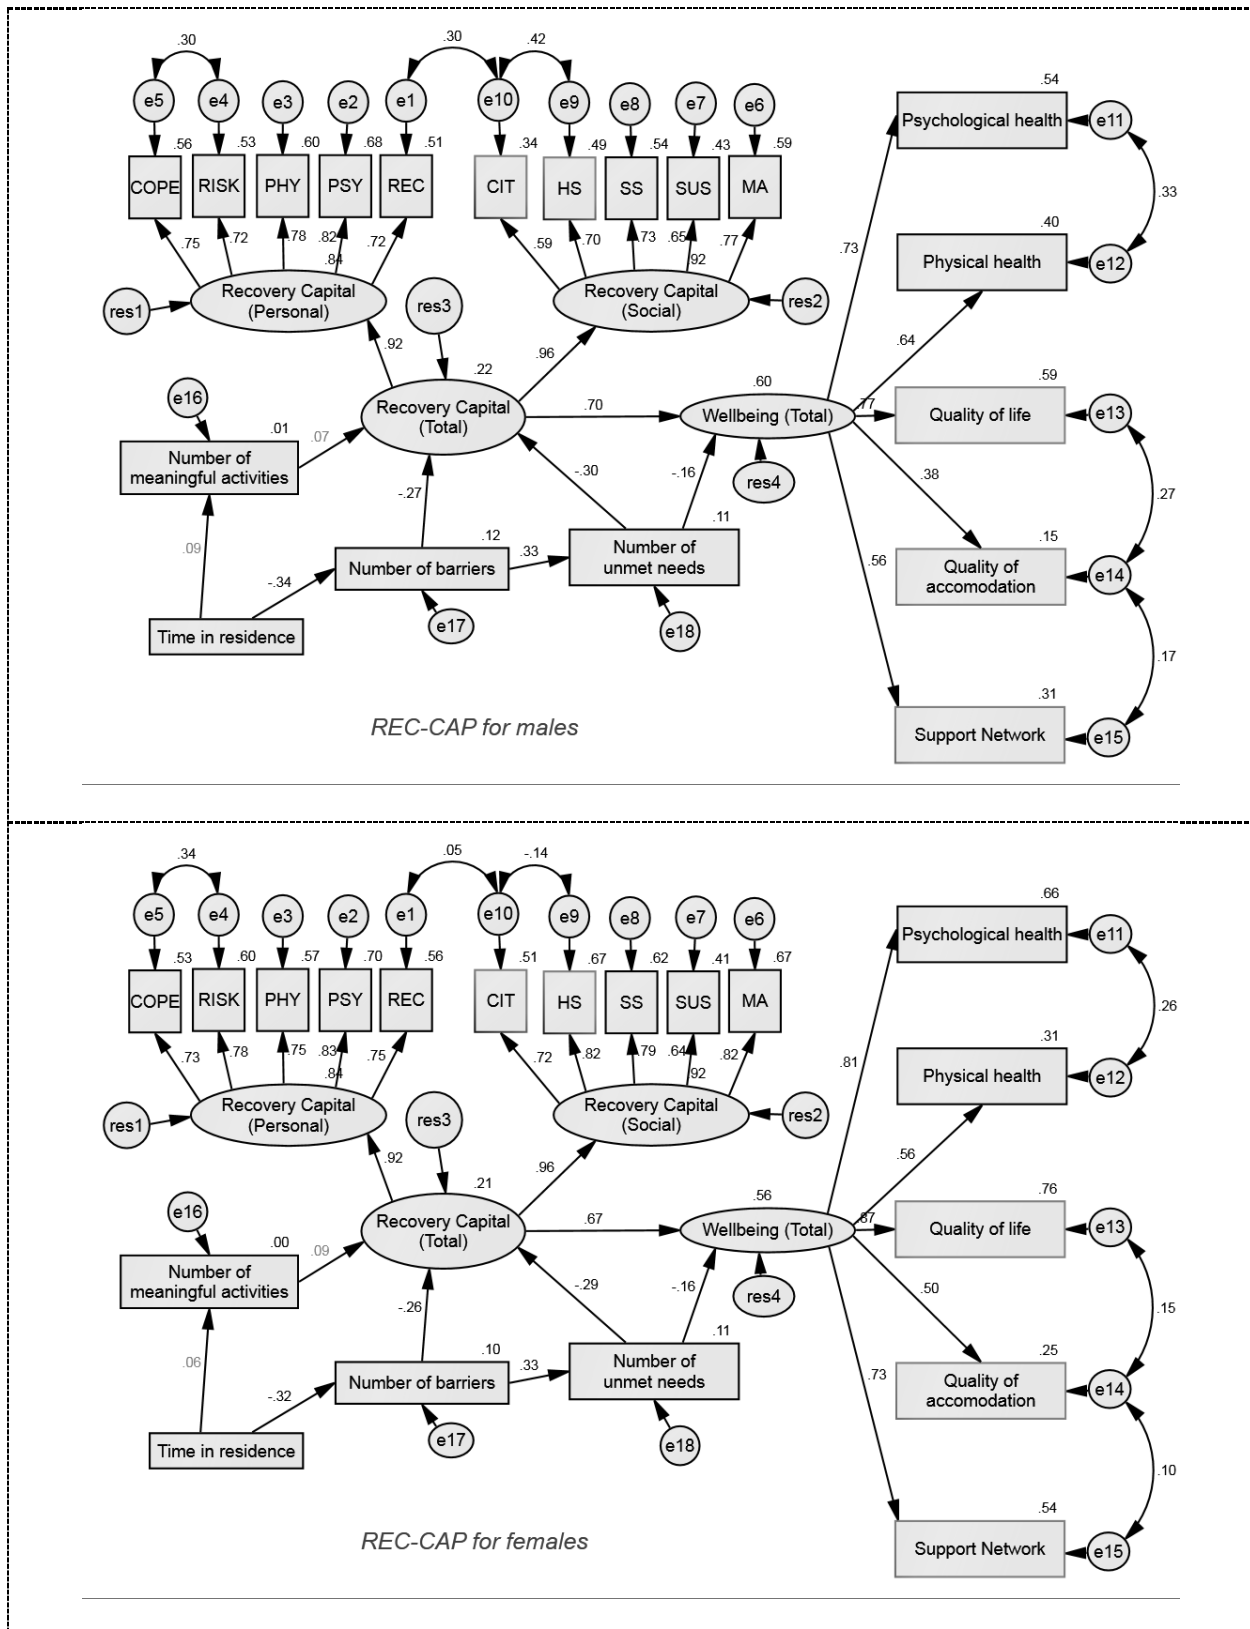 .30
.30
.42
e5
e4
e3
e2
e1
e10
e9
e8
e7
e6
.56
.53
.60
.68
.51
.34
.49
.54
.43
.59
COPE
RISK
PHY
PSY
REC
CIT
HS
SS
SUS
MA
.75
.72
.78
.82
.72
.59
.70
.73
.65
.77
.84
.92
res1
Recovery Capital
(Personal)
res3
Recovery Capital
(Social)
res2
.92
.96
.22
Recovery Capital
(Total)
.70
.60
Wellbeing (Total)
res4
e16
.01
.07
Number of
meaningful activities
-.27
-.30
-.16
.09
-.34
.12
Number of barriers
.33
.11
Number of
unmet needs
e17
e18
Time in residence
.73
.64
.77
.38
.56
.54
Psychological health
e11
.33
.40
Physical health
e12
.59
Quality of life
e13
.27
.15
Quality of
accomodation
e14
.17
.31
Support Network
e15
REC-CAP for males
.34
.05
-.14
e5
e4
e3
e2
e1
e10
e9
e8
e7
e6
.53
.60
.57
.70
.56
.51
.67
.62
.41
.67
COPE
RISK
PHY
PSY
REC
CIT
HS
SS
SUS
MA
.73
.78
.75
.83
.75
.72
.82
.79
.64
.82
.84
.92
res1
Recovery Capital
(Personal)
res3
Recovery Capital
(Social)
res2
.92
.96
.21
Recovery Capital
(Total)
.67
.56
Wellbeing (Total)
res4
e16
.00
.09
Number of
meaningful activities
-.26
-.29
-.16
.06
-.32
.10
Number of barriers
.33
.11
Number of
unmet needs
e17
e18
Time in residence
.81
.56
.87
.50
.73
.66
Psychological health
e11
.26
.31
Physical health
e12
.76
Quality of life
e13
.15
.25
Quality of
accomodation
e14
.10
.54
Support Network
e15
REC-CAP for females